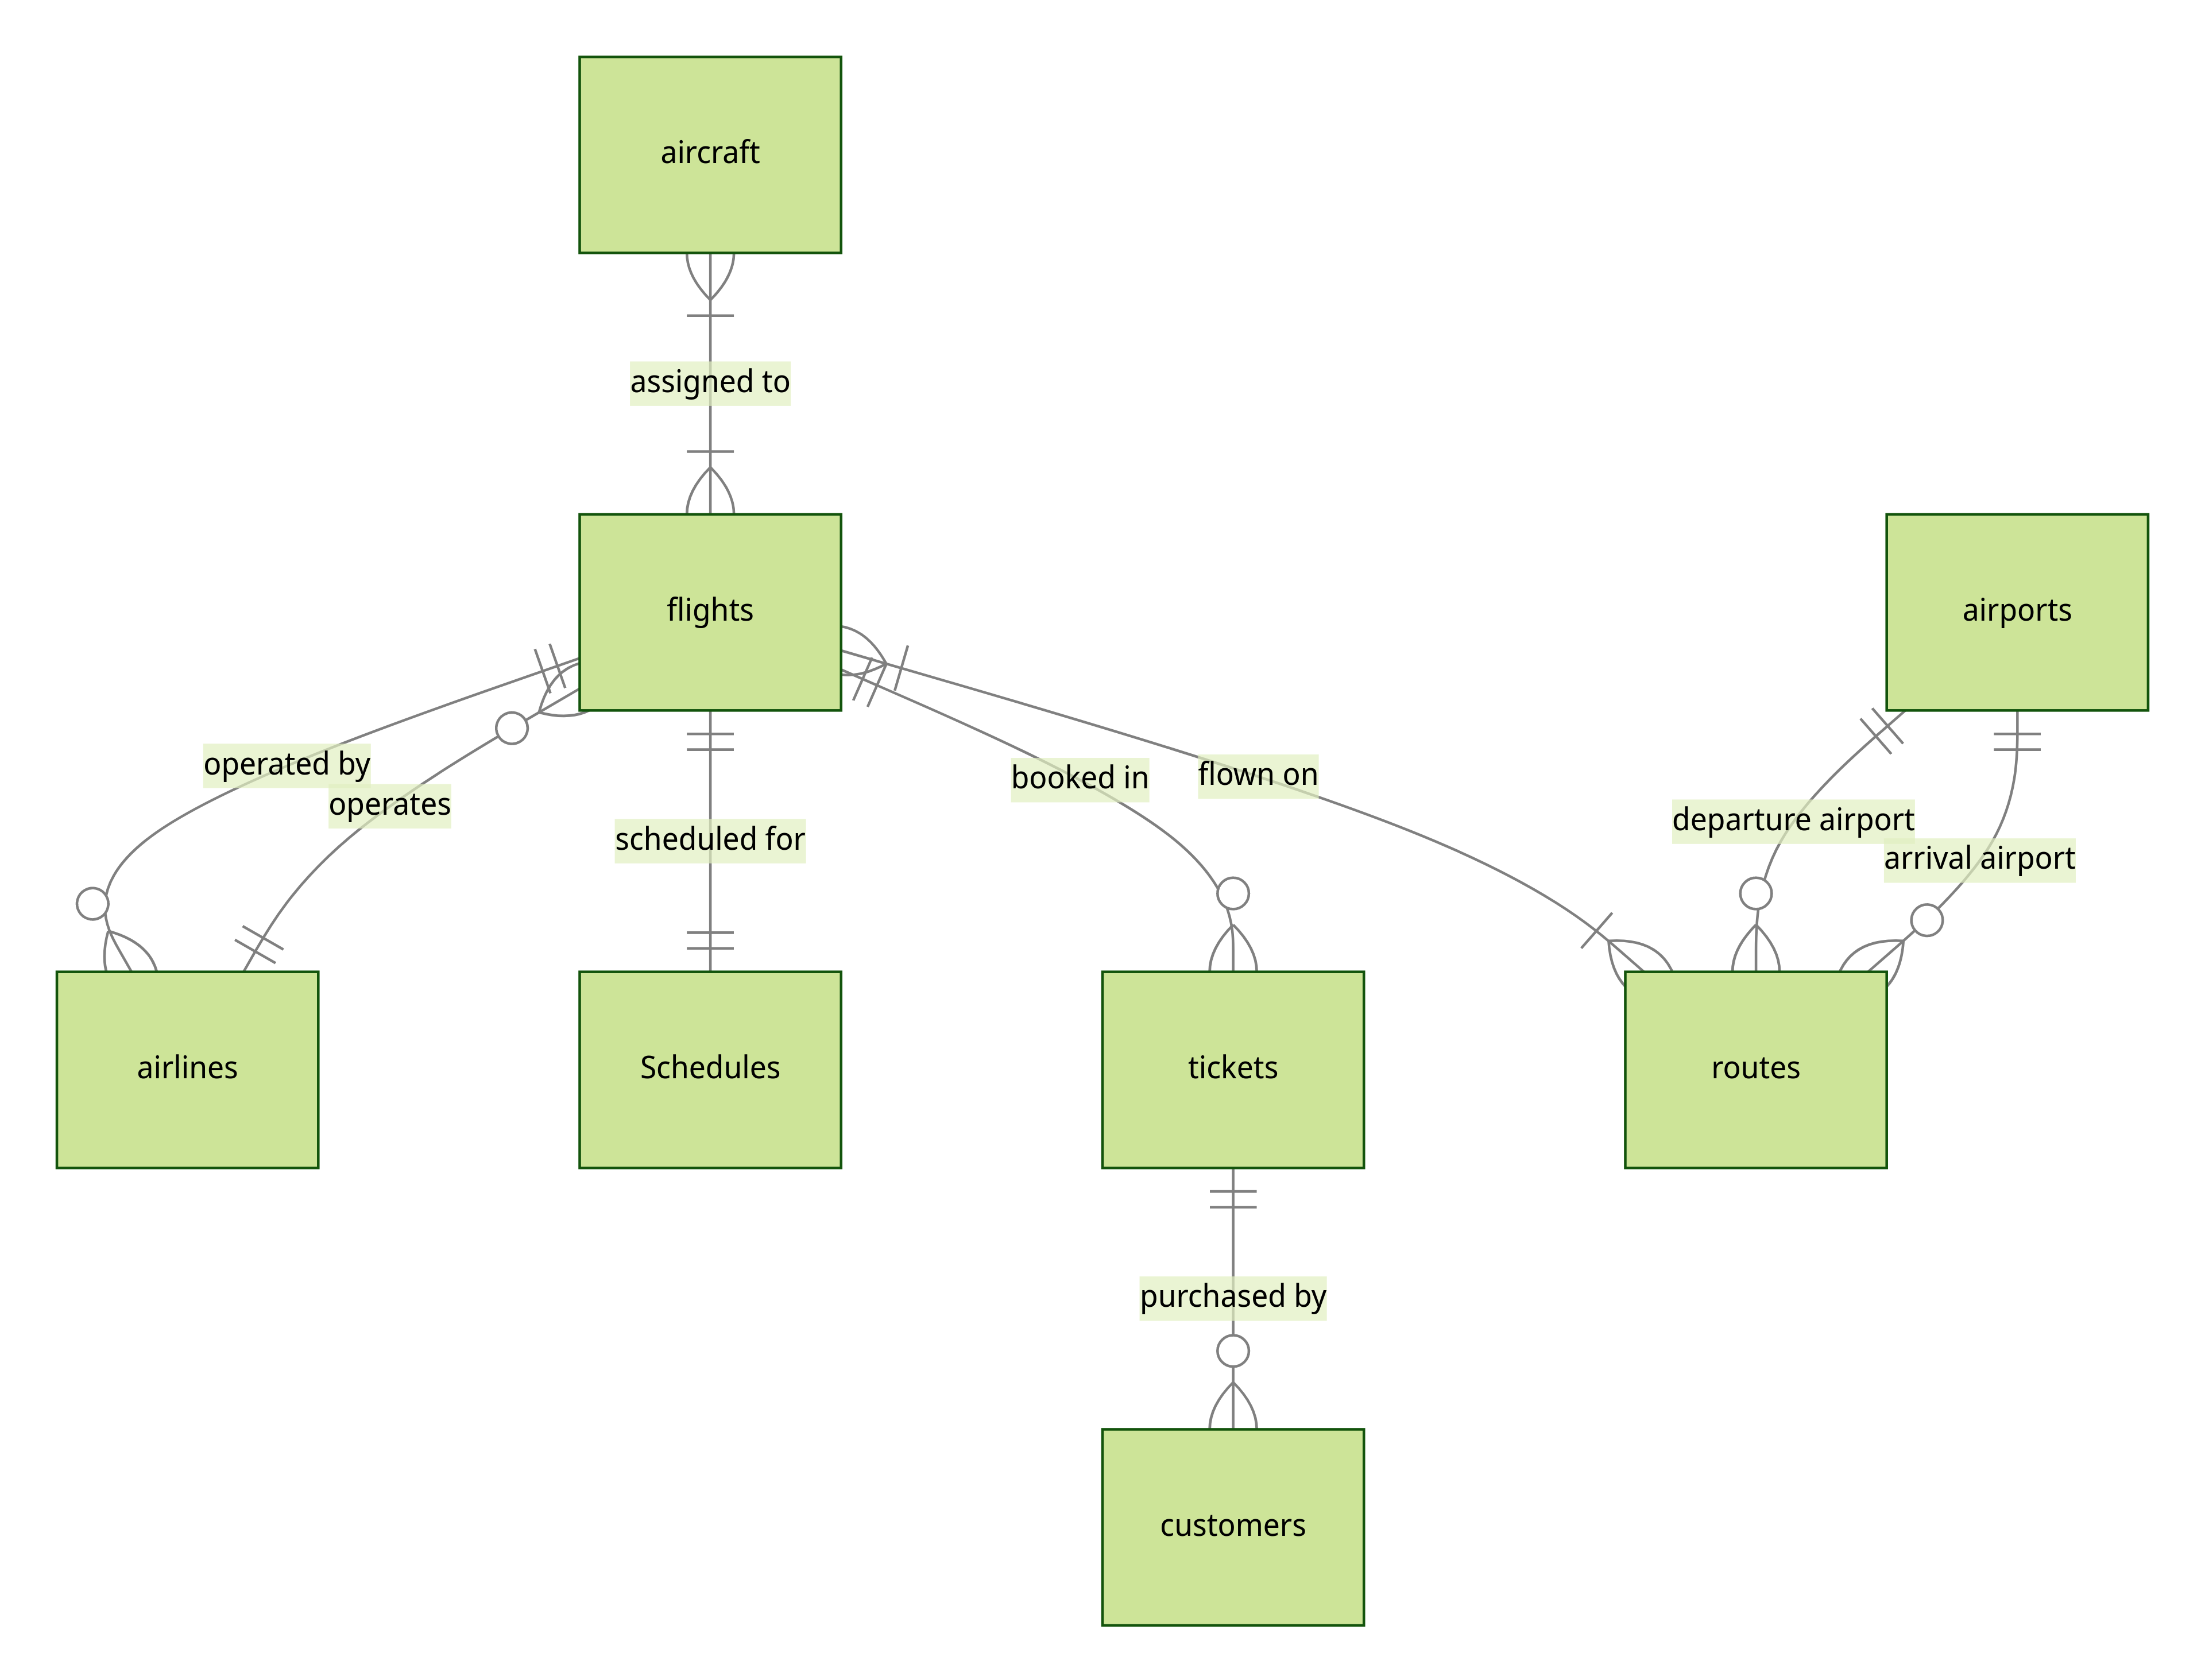 aircraft
assigned to
flights
airports
operated by
operates
scheduled for
booked in
flown on
departure airport
arrival airport
airlines
Schedules
tickets
routes
purchased by
customers